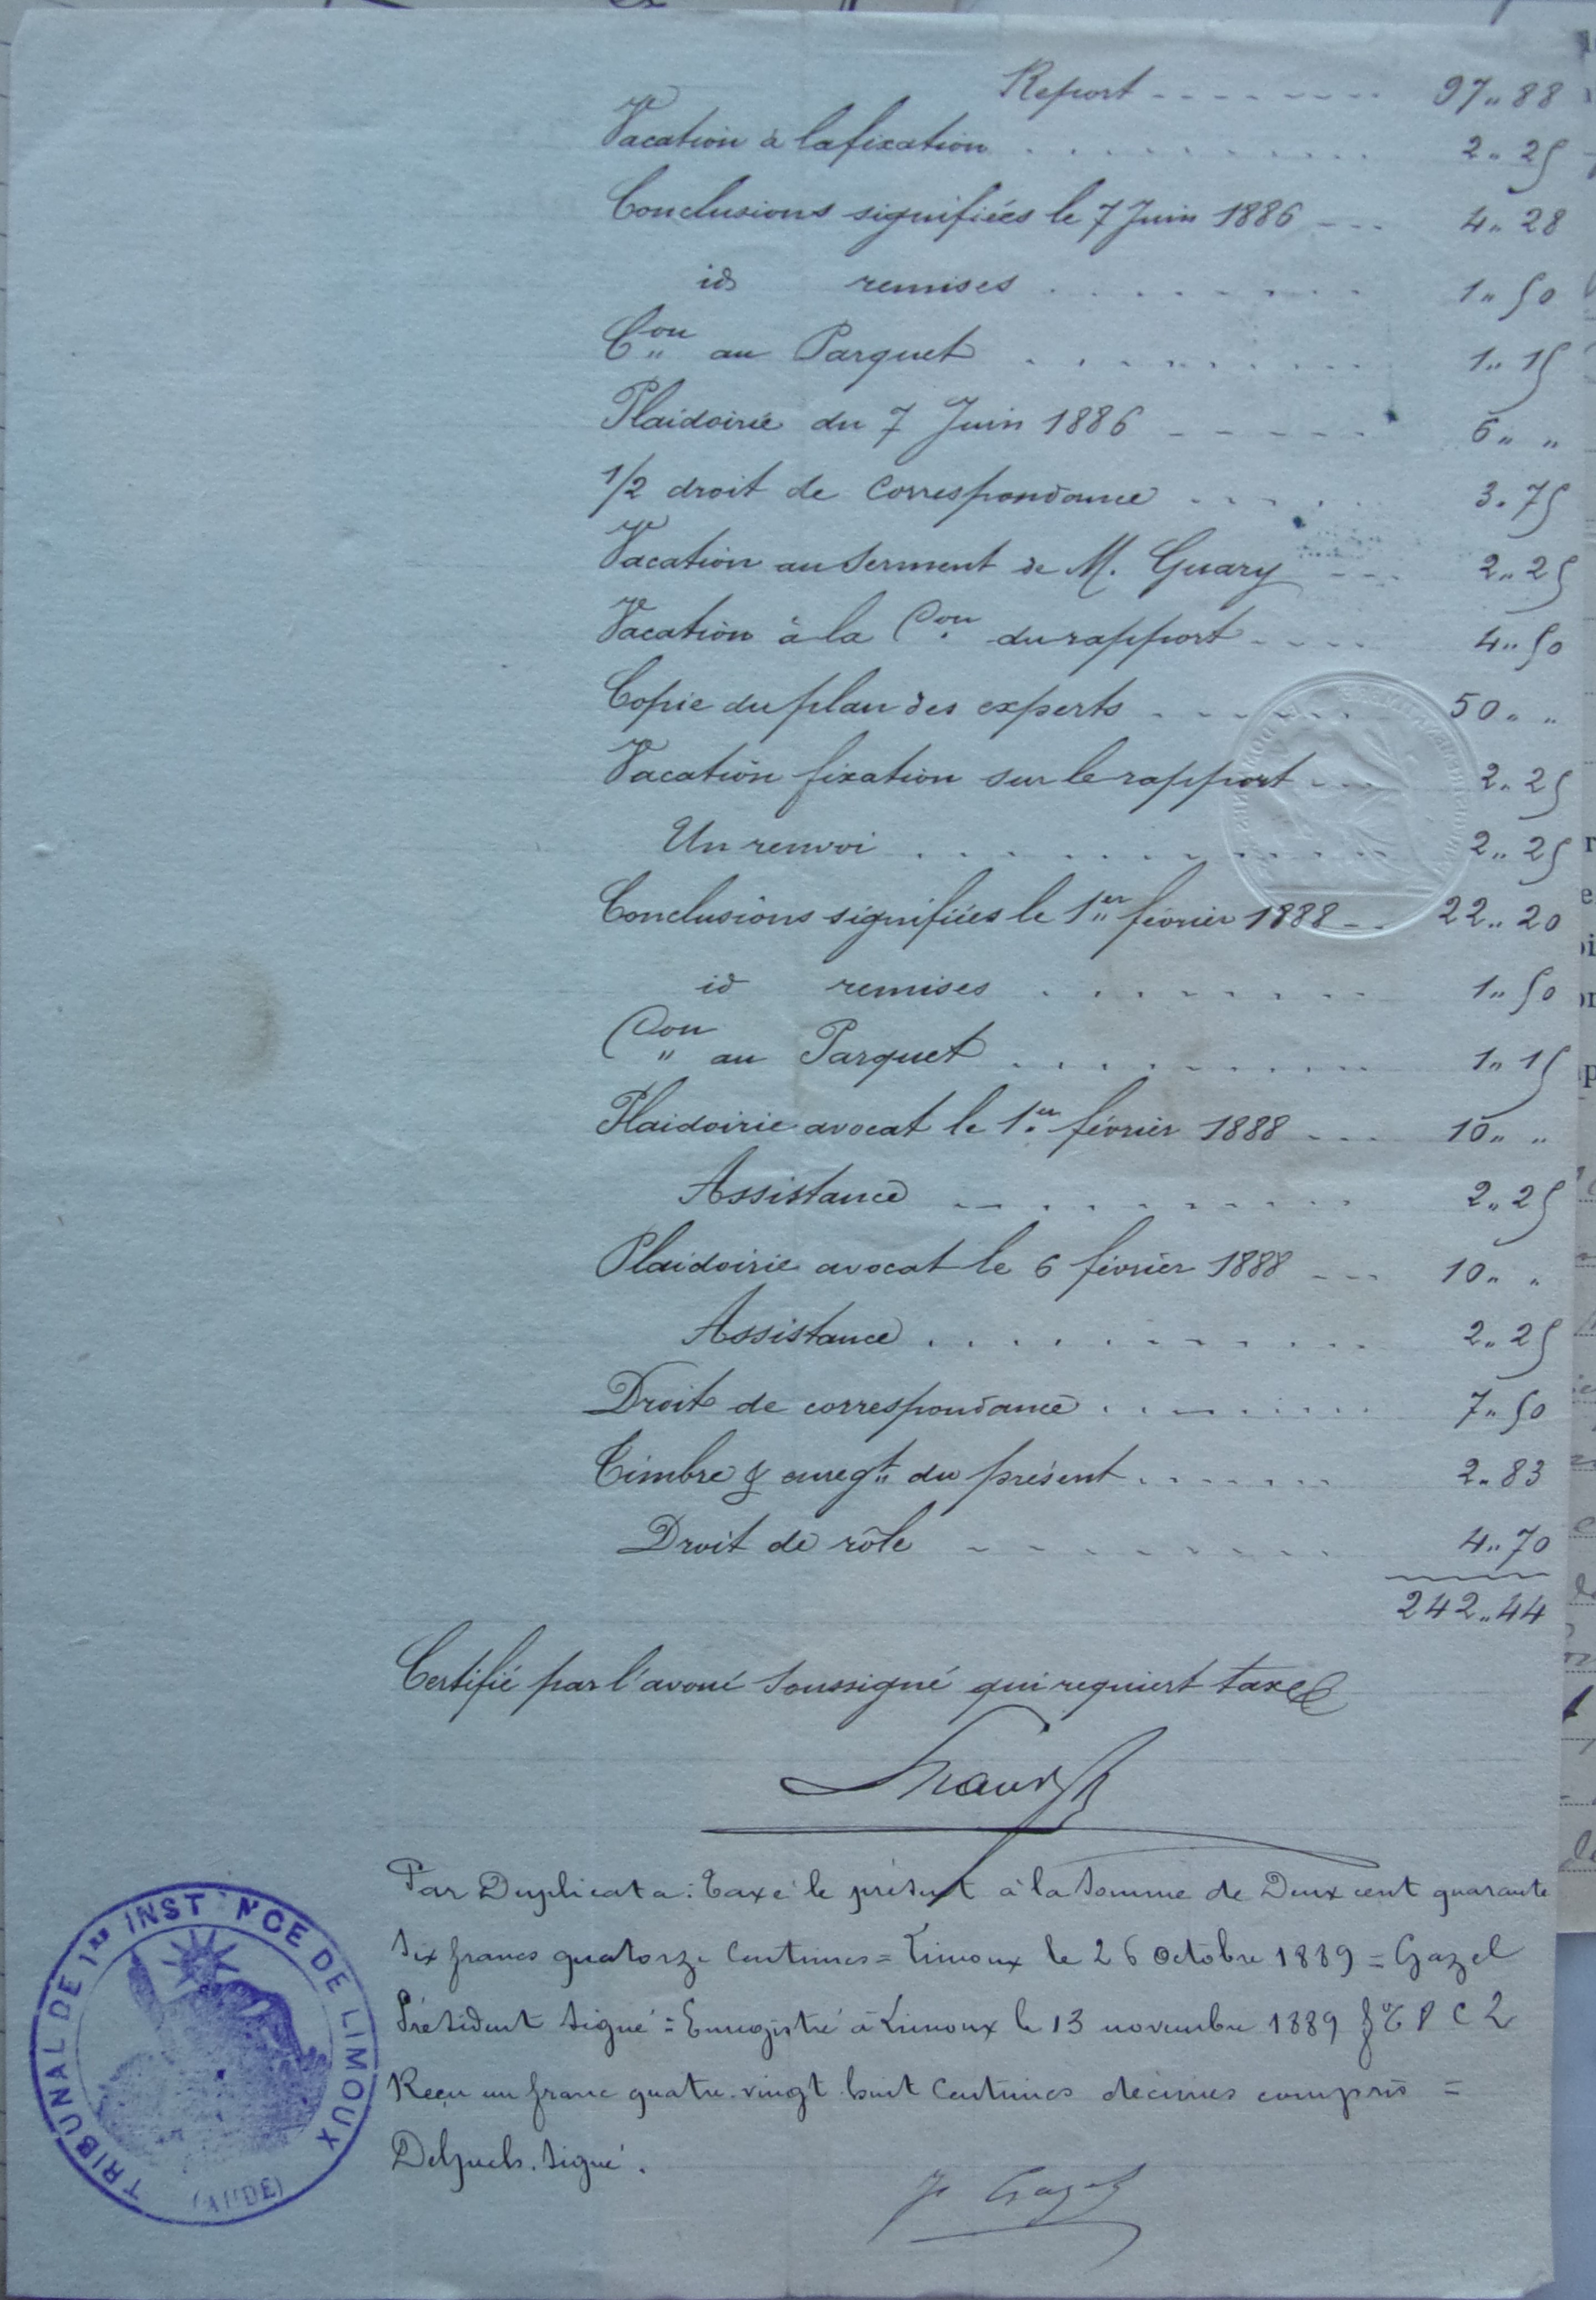 Report - - - - - - - - 97 „ 88
Vacation à la fixation . . . . . . . . . . 2 „ 25
Conclusions signifiées le 7 Juin 1886 - - - 4 „ 28
id remises . . . . . . . . . 1 „ 50
Con au Parquet . . . . . . . . . 1 „ 15
Plaidoirie du 7 Juin 1886 - - - - - 6 „ „
1/2 droit de Correspondance . . . . . 3 . 75
Vacation au Serment de M. Guary - - - 2 „ 25
Vacation à la Con du rapport - - - - 4 „ 50
Copie du plan des experts . - - - - - 50 „ „
Vacation fixation sur le rapport - - - 2 „ 25
Un renvoi . . . . . . . . . . . 2 „ 25
Conclusions signifiées le 1er février 1888 - - 22 „ 20
id remises . . . . . . . . 1 „ 50
Con au Parquet . . . . . . . . . 1 „ 15
Plaidoirie avocat le 1er février 1888 - - - 10 „ „
Assistance - . . . . . . . . 2 „ 25
Plaidoirie avocat le 6 février 1888 - - - 10 „ „
Assistance . . . . . . . . . . . 2 „ 25
Droit de correspondance . . . . . . . . 7 „ 50
Timbre & enregt du présent . . . . . . 2 „ 83
Droit de rôle - - - - - - - - - 4 „ 70
242 „ 44
Certifié par l'avoué Soussigné qui requiert taxe
Par Duplicata : Taxé le présent à la Somme de Deux cent quarante
Six francs quatorze Centimes = Limoux le 26 Octobre 1889 = Gazel
Président Signé = Enregistré à Limoux le 13 novembre 1889 C 2
Reçu un franc quatre-vingt huit Centimes décimes compris =
Signé .
Gazel
TRIBUNAL DE 1re INSTANCE DE LIMOUX
(AUDE)